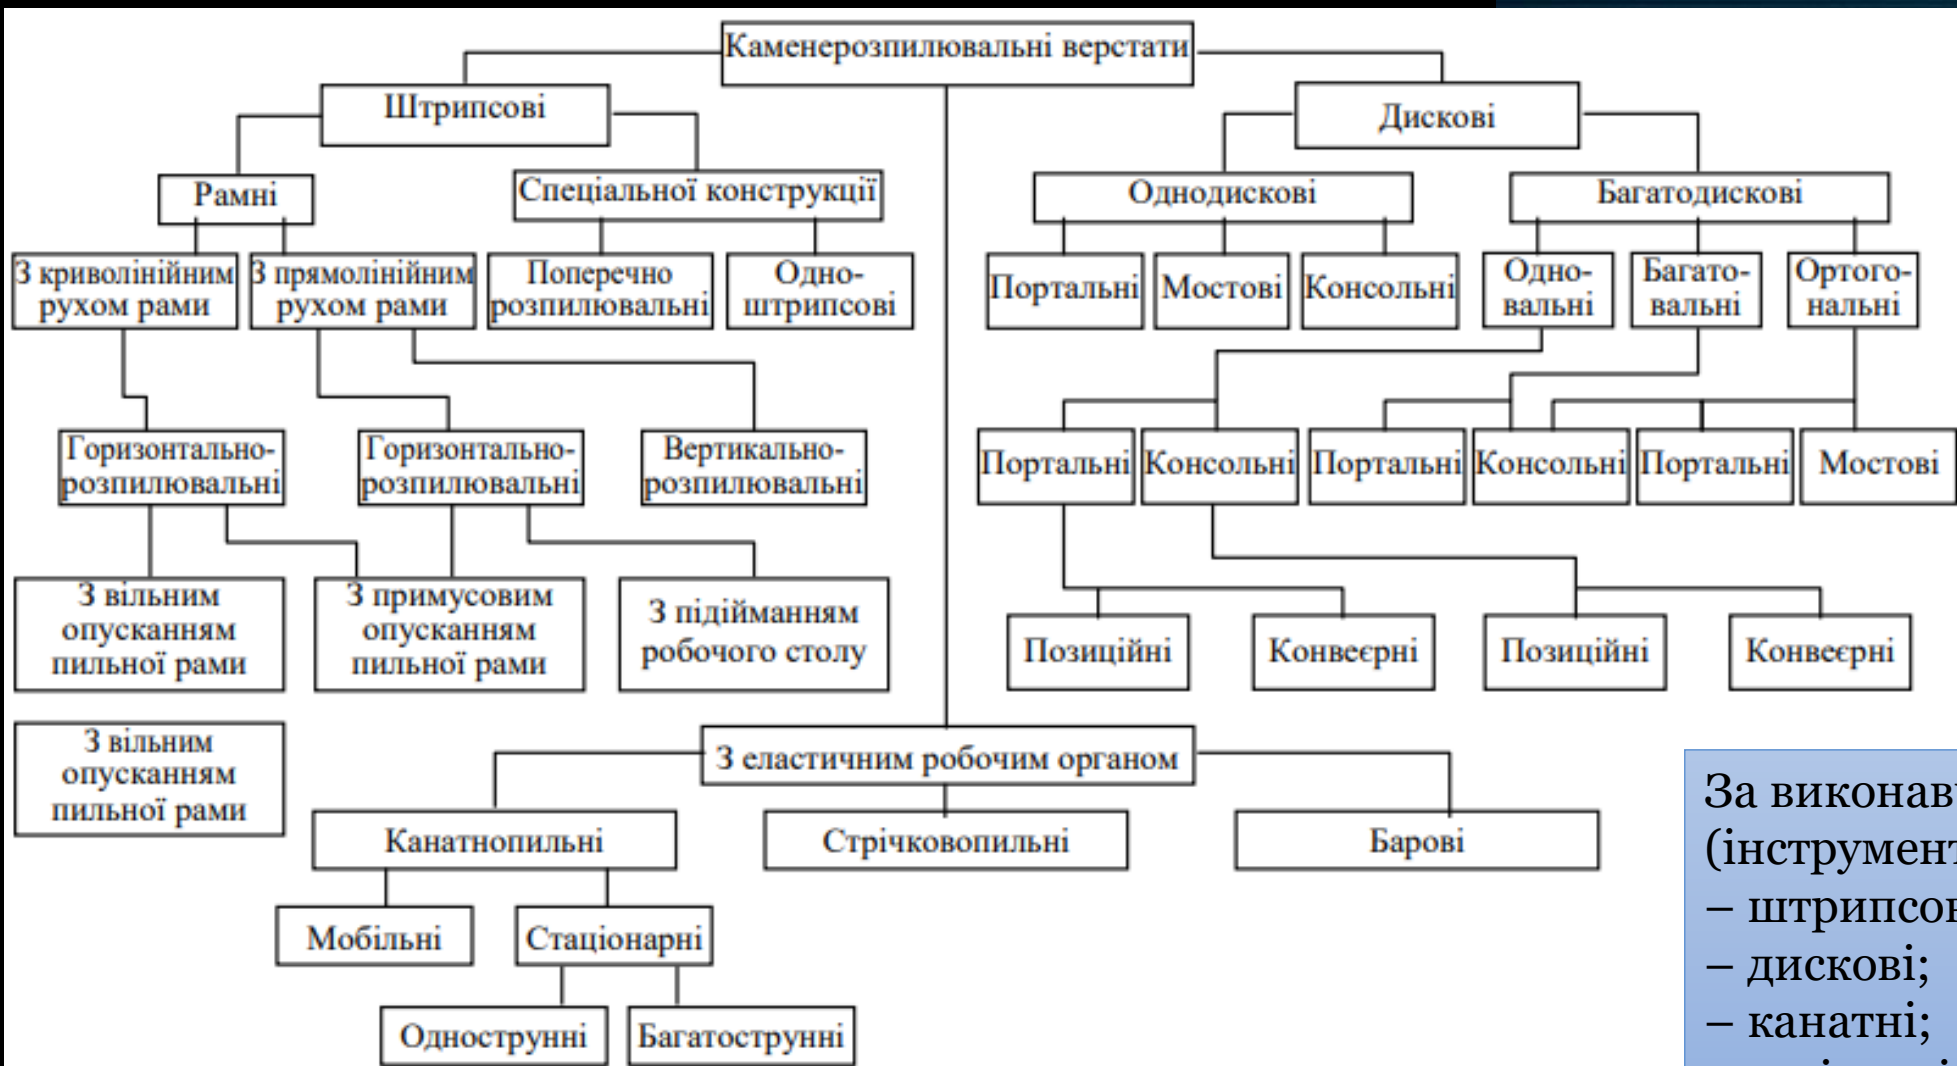 Каменерозпилювальні верстати
Штрипсові
Дискові
Рамні
Спеціальної конструкції
Однодискові
Багатодискові
З криволінійним
рухом рами
З прямолінійним
рухом рами
Поперечно
розпилювальні
Одно-
штрипсові
Портальні
Мостові
Консольні
Одно-
вальні
Багато-
вальні
Ортого-
нальні
Горизонтально-
розпилювальні
Горизонтально-
розпилювальні
Вертикально-
розпилювальні
Портальні
Консольні
Портальні
Консольні
Портальні
Мостові
З вільним
опусканням
пильної рами
З примусовим
опусканням
пильної рами
З підійманням
робочого столу
Позиційні
Конвеєрні
Позиційні
Конвеєрні
З вільним
опусканням
пильної рами
З еластичним робочим органом
Канатнопильні
Стрічковопильні
Барові
Мобільні
Стаціонарні
Однострунні
Багатострунні
За
– дискові;
– канатні;